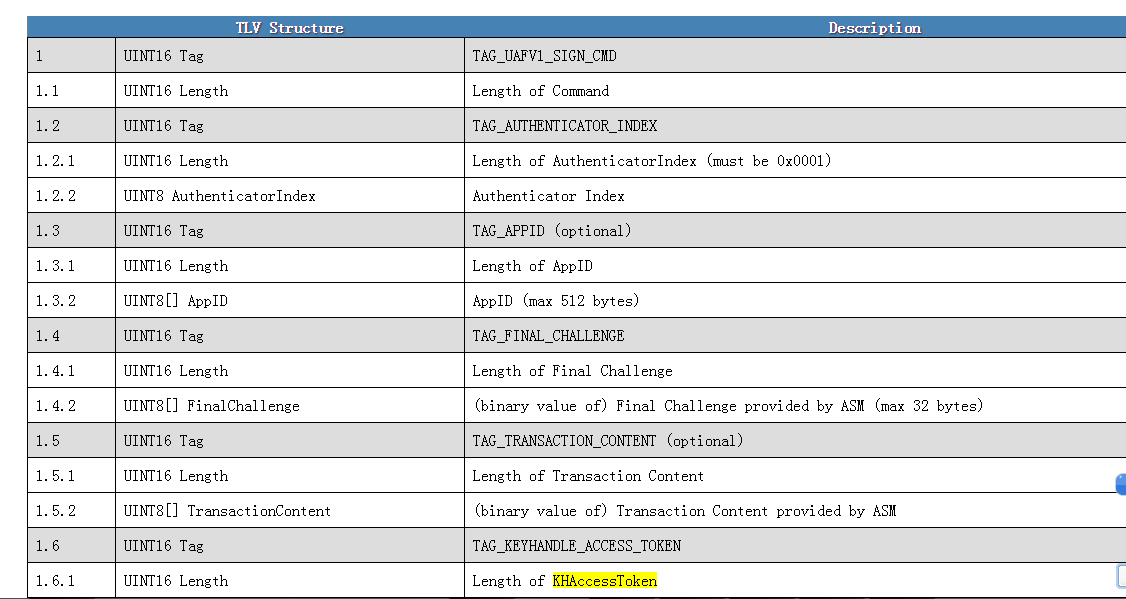 TLV Structure Description
1 UINT16 Tag TAG_UAFV1_SIGN_CMD
1.1 UINT16 Length Length of Command
1.2 UINT16 Tag TAG_AUTHENTICATOR_INDEX
1.2.1 UINT16 Length Length of AuthenticatorIndex (must be 0x0001)
1.2.2 UINT8 AuthenticatorIndex Authenticator Index
1.3 UINT16 Tag TAG_APPID (optional)
1.3.1 UINT16 Length Length of AppID
1.3.2 UINT8[] AppID AppID (max 512 bytes)
1.4 UINT16 Tag TAG_FINAL_CHALLENGE
1.4.1 UINT16 Length Length of Final Challenge
1.4.2 UINT8[] FinalChallenge (binary value of) Final Challenge provided by ASM (max 32 bytes)
1.5 UINT16 Tag TAG_TRANSACTION_CONTENT (optional)
1.5.1 UINT16 Length Length of Transaction Content
1.5.2 UINT8[] TransactionContent (binary value of) Transaction Content provided by ASM
1.6 UINT16 Tag TAG_KEYHANDLE_ACCESS_TOKEN
1.6.1 UINT16 Length Length of KHAccessToken